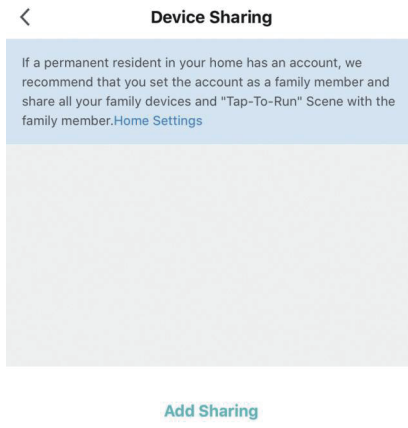 Device Sharing
If a permanent resident in your home has an account, we
recommend that you set the account as a family member and
share all your family devices and "Tap-To-Run" Scene with the
family member.Home Settings
Add Sharing